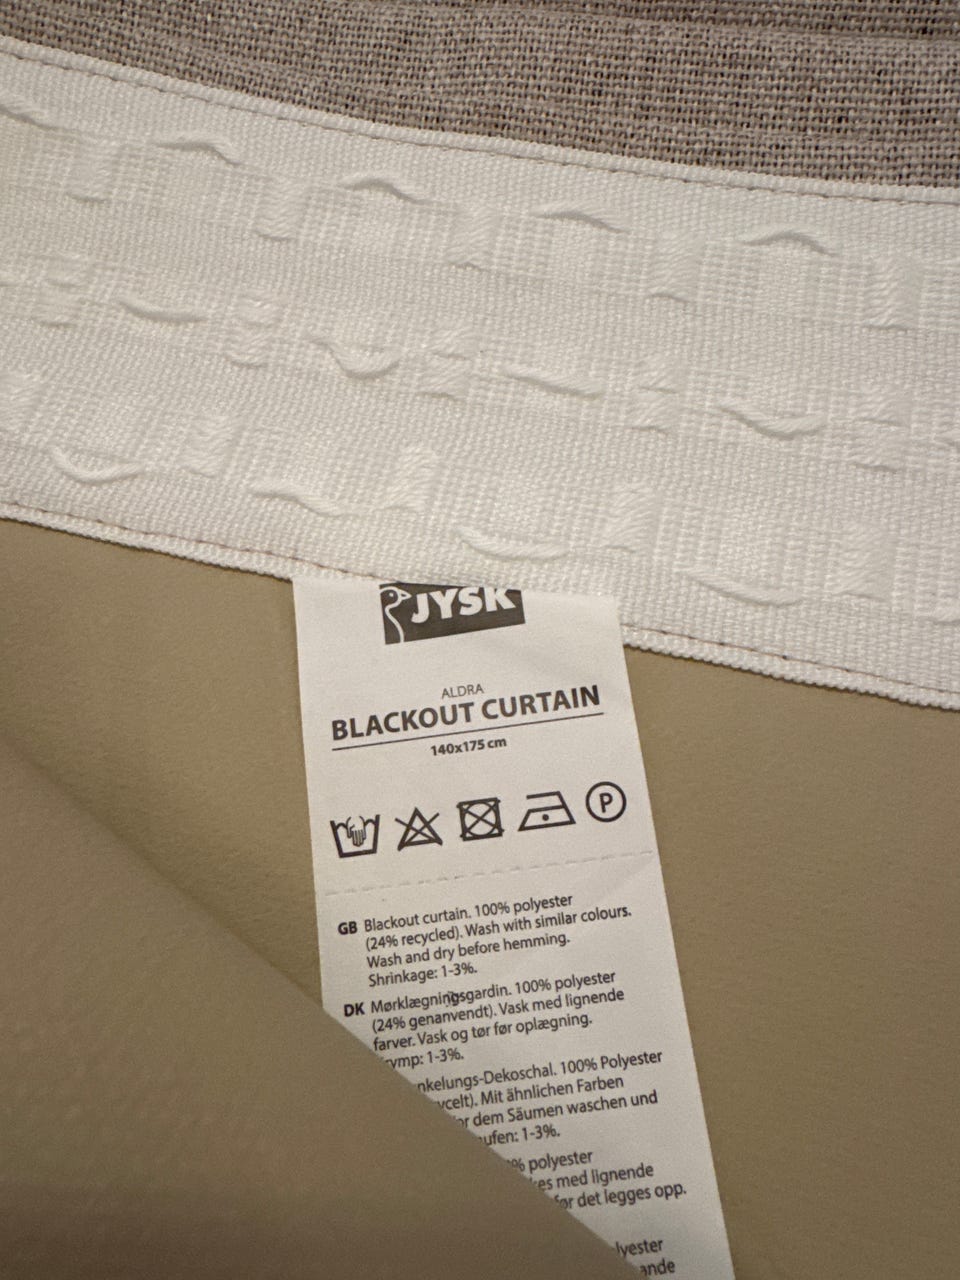 JYSK
ALDRA
BLACKOUT CURTAIN
140x175 cm
P
GB Blackout curtain. 100% polyester
(24% recycled). Wash with similar colours.
Wash and dry before hemming.
Shrinkage: 1-3%.
DK Mørklægningsgardin. 100% polyester
(24% genanvendt). Vask med lignende
farver. Vask og tør før oplægning.
1-3%.
Dekoschal. 100% Polyester
Mit ähnlichen Farben
dem Säumen waschen und
1-3%.
polyester
med lignende
før det legges opp.